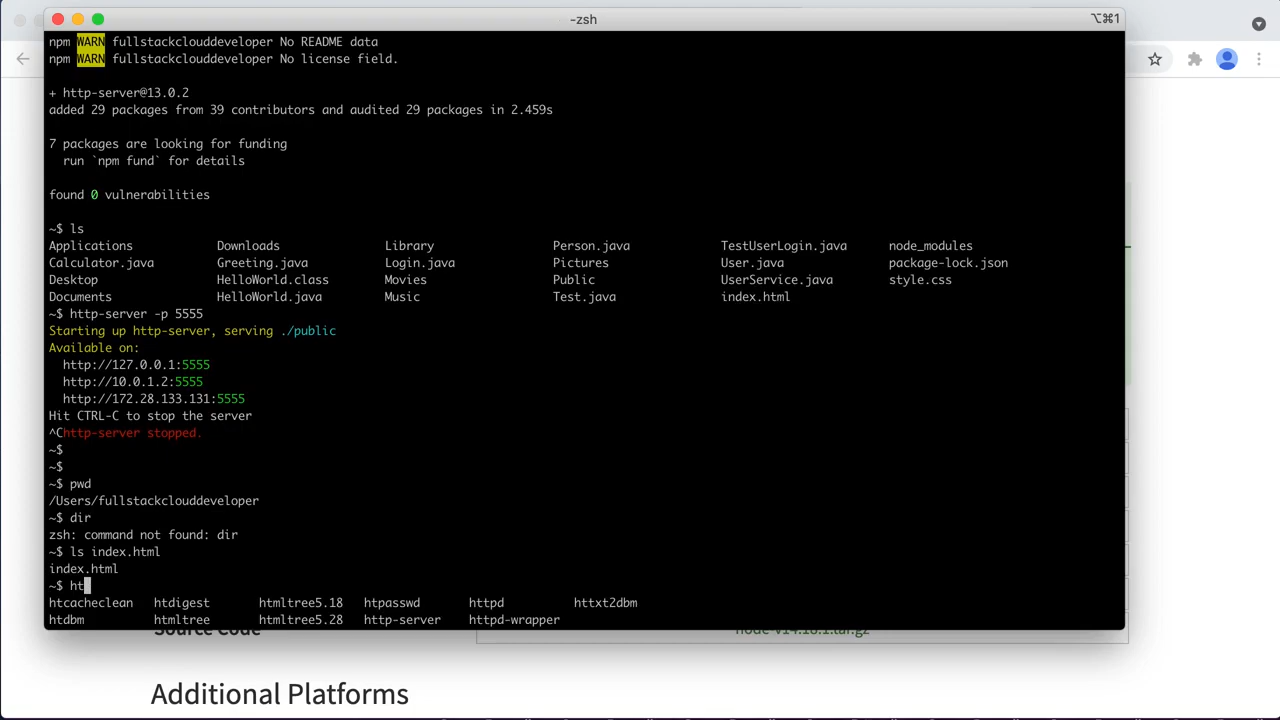 -zsh
⌥⌘1
npm WARN fullstackclouddeveloper No README data
npm WARN fullstackclouddeveloper No license field.
+ http-server@13.0.2
added 29 packages from 39 contributors and audited 29 packages in 2.459s
7 packages are looking for funding
run `npm fund` for details
found 0 vulnerabilities
~$ ls
Applications Downloads Library Person.java TestUserLogin.java node_modules
Calculator.java Greeting.java Login.java Pictures User.java package-lock.json
Desktop HelloWorld.class Movies Public UserService.java style.css
Documents HelloWorld.java Music Test.java index.html
~$ http-server -p 5555
Starting up http-server, serving ./public
Available on:
http://127.0.0.1:5555
http://10.0.1.2:5555
http://172.28.133.131:5555
Hit CTRL-C to stop the server
^Chttp-server stopped.
~$
~$
~$ pwd
/Users/fullstackclouddeveloper
~$ dir
zsh: command not found: dir
~$ ls index.html
index.html
~$ ht
htcacheclean htdigest htmltree5.18 htpasswd httpd httxt2dbm
htdbm htmltree htmltree5.28 http-server httpd-wrapper
Source Code
Additional Platforms